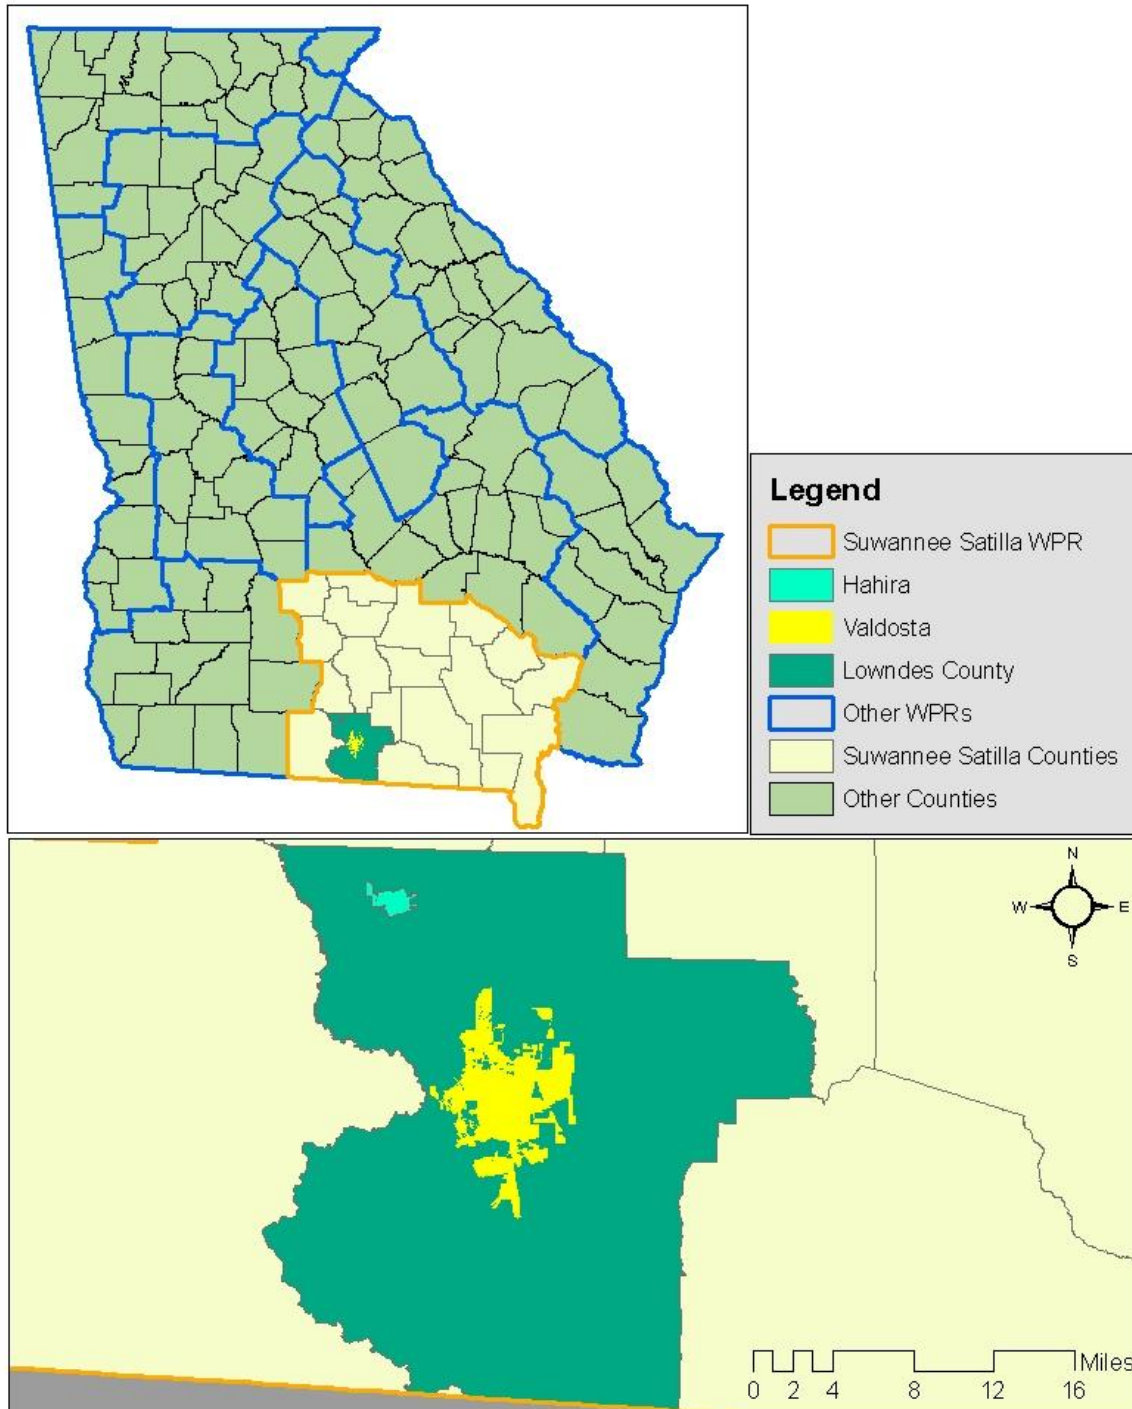 Legend
Suwannee Satilla WPR
Hahira
Valdosta
Lowndes County
Other WPRs
Suwannee Satilla Counties
Other Counties
N
W E
S
Miles
0 2 4 8 12 16